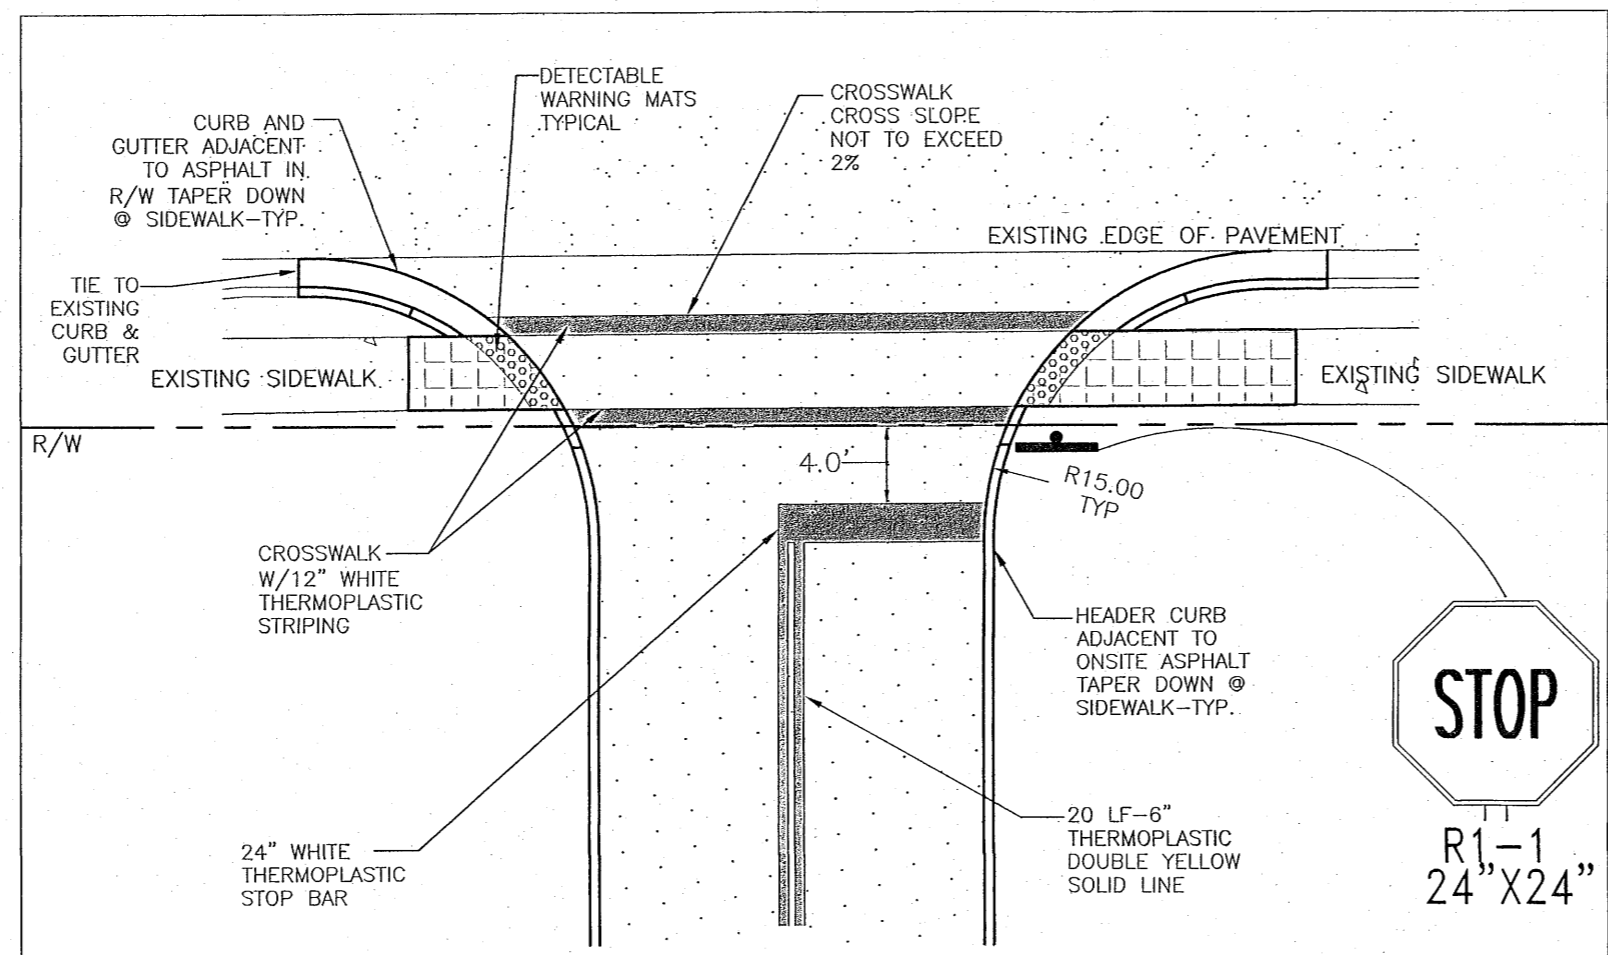 DETECTABLE
WARNING MATS
TYPICAL
CROSSWALK
CROSS SLOPE
NOT TO EXCEED
2%
CURB AND
GUTTER ADJACENT
TO ASPHALT IN
R/W TAPER DOWN
@ SIDEWALK-TYP.
EXISTING EDGE OF PAVEMENT
TIE TO
EXISTING
CURB &
GUTTER
EXISTING SIDEWALK
EXISTING SIDEWALK
R/W
4.0'
R15.00
TYP
CROSSWALK
W/12" WHITE
THERMOPLASTIC
STRIPING
HEADER CURB
ADJACENT TO
ONSITE ASPHALT
TAPER DOWN @
SIDEWALK-TYP.
STOP
24" WHITE
THERMOPLASTIC
STOP BAR
20 LF-6"
THERMOPLASTIC
DOUBLE YELLOW
SOLID LINE
R1-1
24"X24"